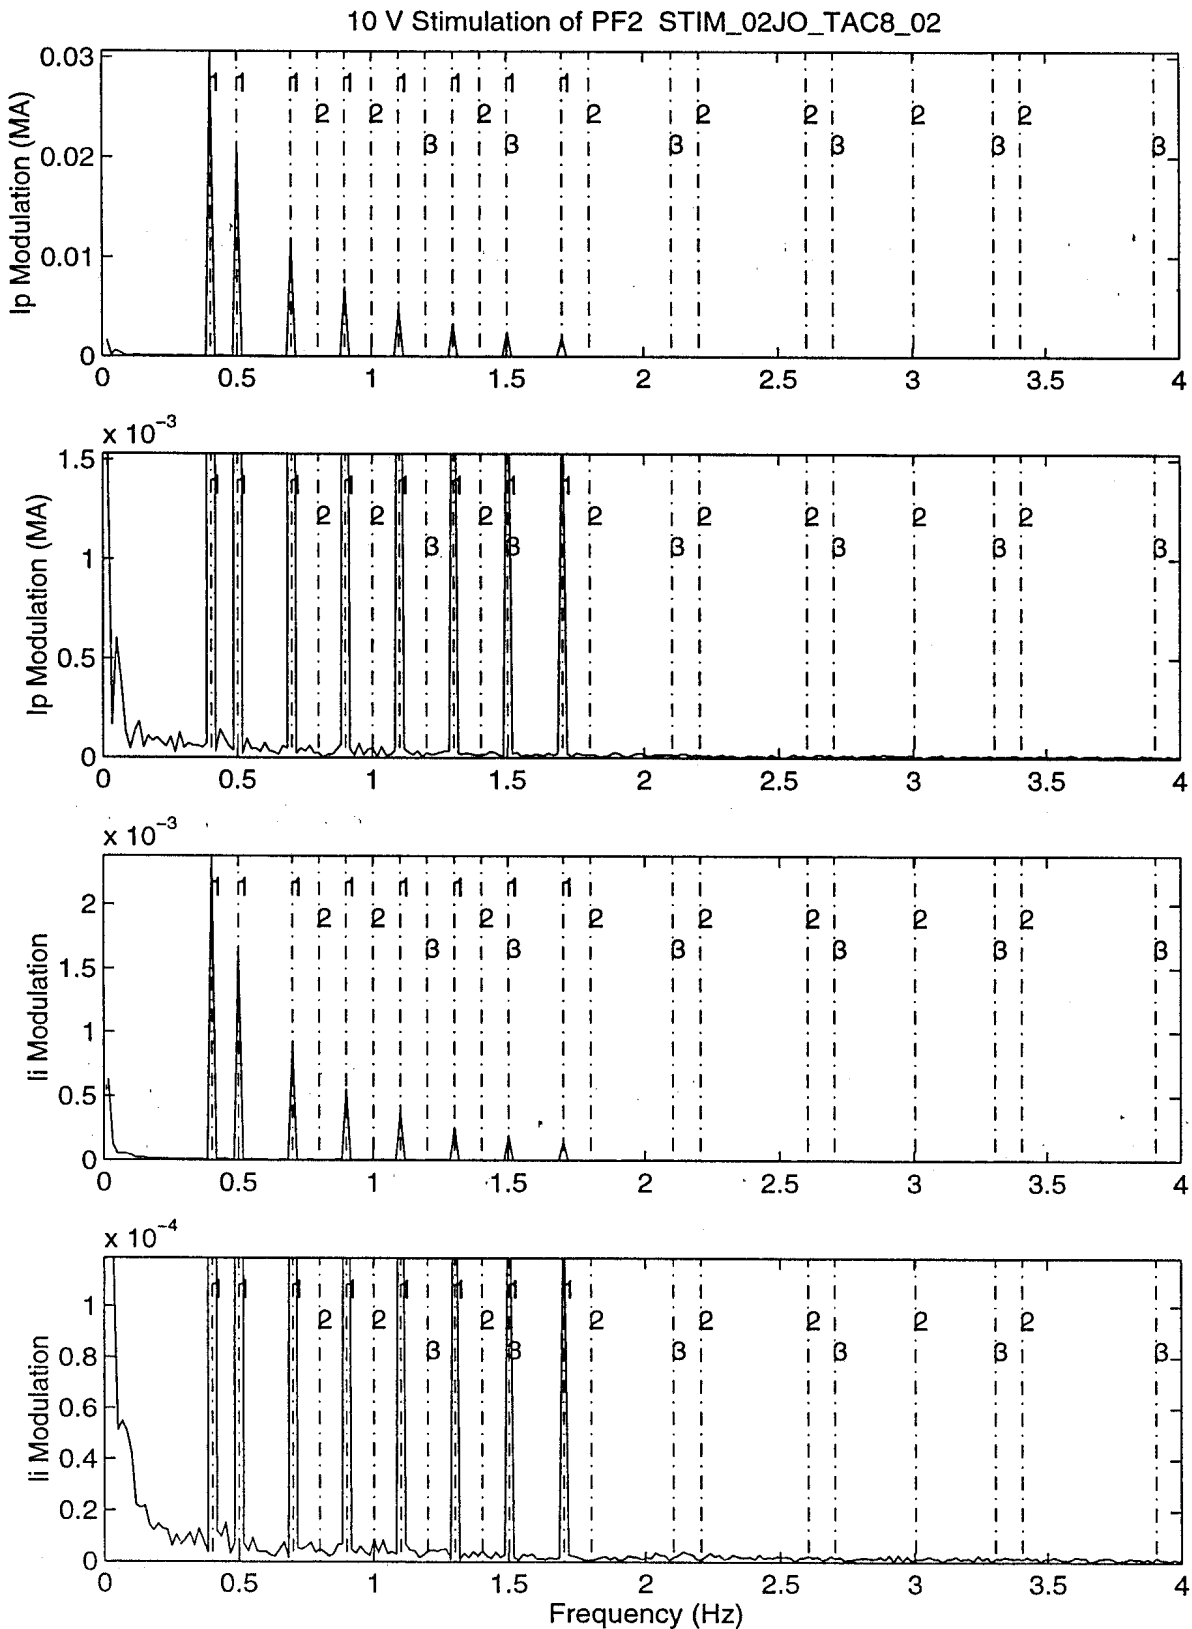 10 V Stimulation of PF2 STIM_02JO_TAC8_02
Ip Modulation (MA)
0.03
0.02
0.01
0
1 1 1 1 1 1 1 1
2 2 2 2 2 2 2 2
3 3 3 3 3 3
0 0.5 1 1.5 2 2.5 3 3.5 4
x 10⁻³
Ip Modulation (MA)
1.5
1
0.5
0
1 1 1 1 1 1 1 1
2 2 2 2 2 2 2 2
3 3 3 3 3 3
0 0.5 1 1.5 2 2.5 3 3.5 4
x 10⁻³
li Modulation
2
1.5
1
0.5
0
1 1 1 1 1 1 1 1
2 2 2 2 2 2 2 2
3 3 3 3 3 3
0 0.5 1 1.5 2 2.5 3 3.5 4
x 10⁻⁴
li Modulation
1
0.8
0.6
0.4
0.2
0
1 1 1 1 1 1 1 1
2 2 2 2 2 2 2 2
3 3 3 3 3 3
0 0.5 1 1.5 2 2.5 3 3.5 4
Frequency (Hz)